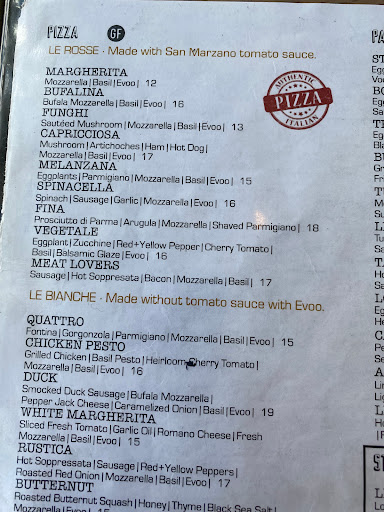 PIZZA GF
LE ROSSE - Made with San Marzano tomato sauce.
MARGHERITA
Mozzarella|Basil|Evoo| 12
BUFALINA
Bufala Mozzarella|Basil|Evoo| 16
FUNGHI
Sautéed Mushroom|Mozzarella|Basil|Evoo| 13
CAPRICCIOSA
Mushroom|Artichoches|Ham|Hot Dog|
Mozzarella|Basil|Evoo| 17
MELANZANA
Eggplants|Parmigiano|Mozzarella|Basil|Evoo| 15
SPINACELLA
Spinach|Sausage|Garlic|Mozzarella|Evoo| 16
FINA
Prosciutto di Parma|Arugula|Mozzarella|Shaved Parmigiano| 18
VEGETALE
Eggplant|Zucchine|Red+Yellow Pepper|Cherry Tomato|
Basil|Balsamic Glaze|Evoo| 16
MEAT LOVERS
Sausage|Hot Soppresata|Bacon|Mozzarella|Basil| 17
AUTHENTIC
PIZZA
ITALIAN
LE BIANCHE - Made without tomato sauce with Evoo.
QUATTRO
Fontina|Gorgonzola|Parmigiano|Mozzarella|Basil|Evoo| 15
CHICKEN PESTO
Grilled Chicken|Basil Pesto|Heirloom Cherry Tomato|
Mozzarella|Basil|Evoo| 16
DUCK
Smocked Duck Sausage|Bufala Mozzarella|
Pepper Jack Cheese|Caramelized Onion|Basil|Evoo| 19
WHITE MARGHERITA
Sliced Fresh Tomato|Garlic Oil|Romano Cheese|Fresh
Mozzarella|Basil|Evoo| 15
RUSTICA
Hot Soppressata|Sausage|Red+Yellow Peppers|
Roasted Red Onion|Mozzarella|Basil|Evoo| 17
BUTTERNUT
Roasted Butternut Squash|Honey|Thyme|Black Sea Salt|
Mozzarella|Basil|Evoo| 15